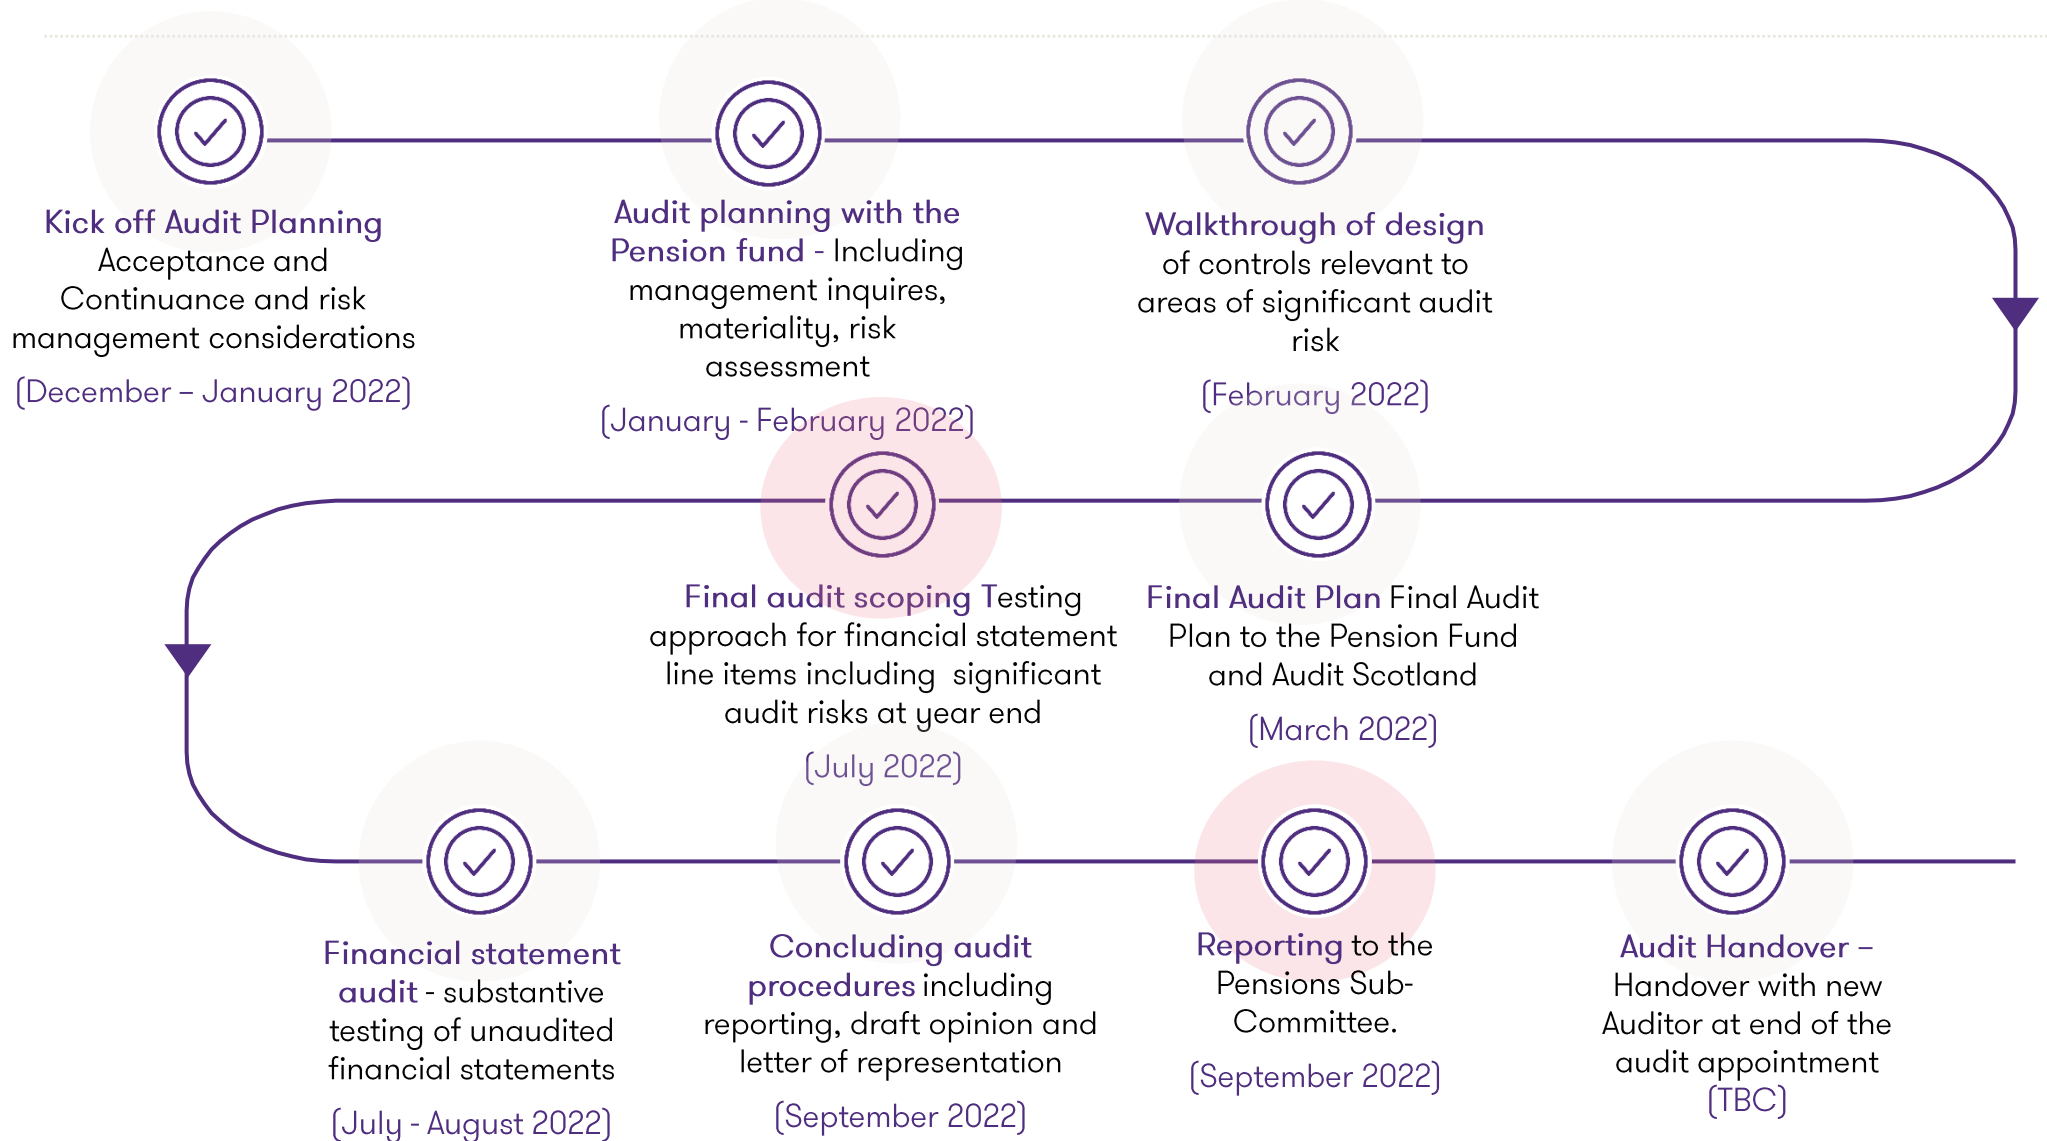 Kick off Audit Planning
Acceptance and
Continuance and risk
management considerations
(December – January 2022)
Audit planning with the
Pension fund - Including
management inquires,
materiality, risk
assessment
(January - February 2022)
Walkthrough of design
of controls relevant to
areas of significant audit
risk
(February 2022)
Final Audit Plan Final Audit
Plan to the Pension Fund
and Audit Scotland
(March 2022)
Final audit scoping Testing
approach for financial statement
line items including  significant
audit risks at year end
(July 2022)
Financial statement
audit - substantive
testing of unaudited
financial statements
(July - August 2022)
Concluding audit
procedures including
reporting, draft opinion and
letter of representation
(September 2022)
Reporting to the
Pensions Sub-
Committee.
(September 2022)
Audit Handover –
Handover with new
Auditor at end of the
audit appointment
(TBC)